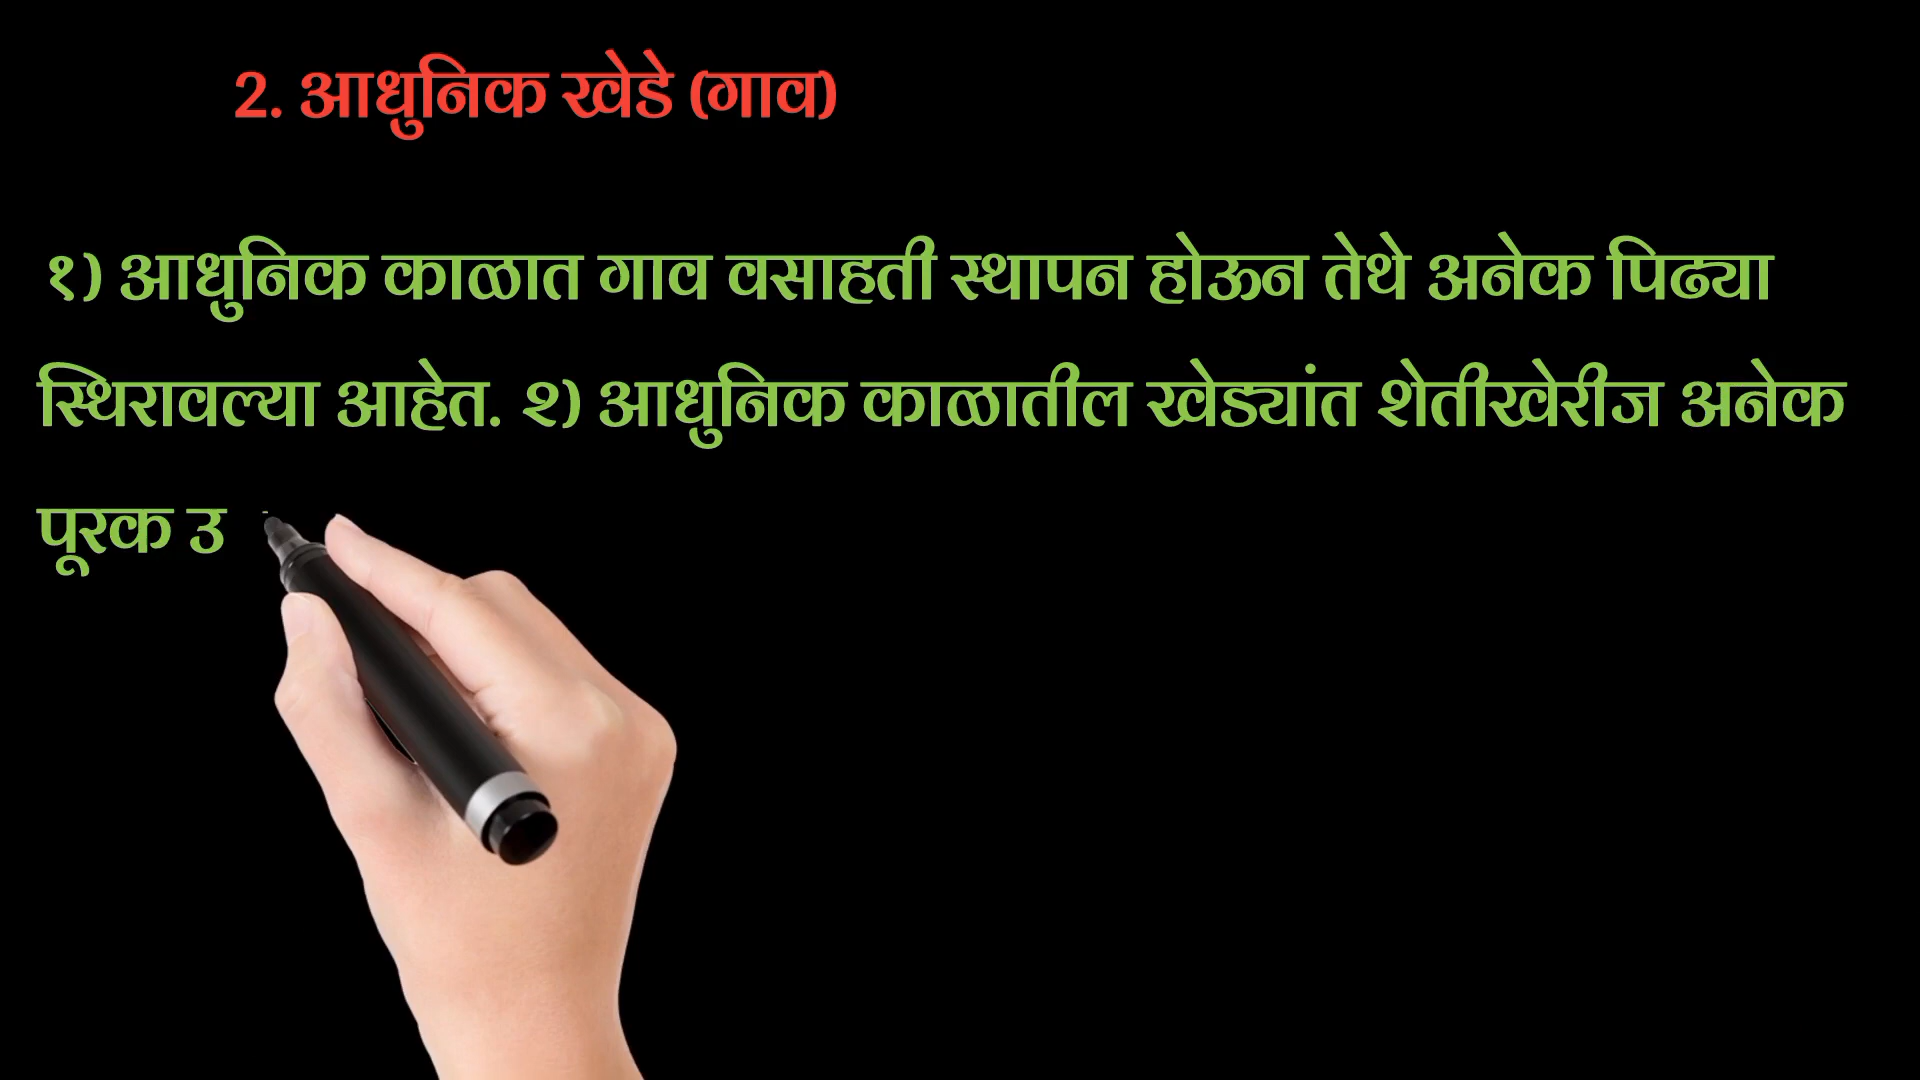 2. आधुनिक खेडे (गाव)
१) आधुनिक काळात गाव वसाहती स्थापन होऊन तेथे अनेक पिढ्या
स्थिरावल्या आहेत. २) आधुनिक काळातील खेड्यांत शेतीखेरीज अनेक
पूरक उ